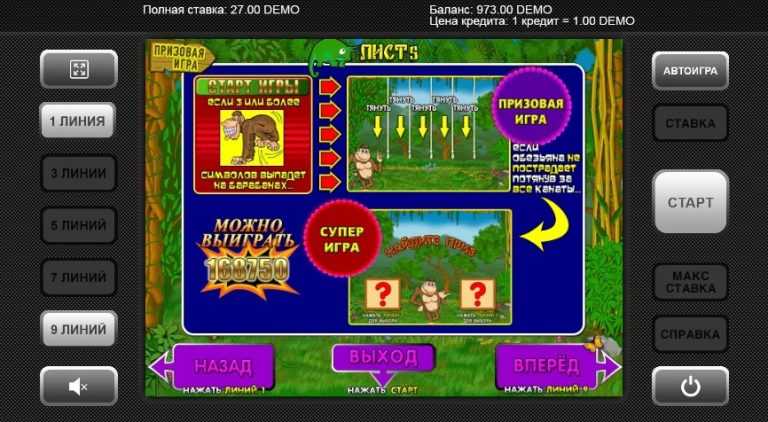 Полная ставка: 27.00 DEMO
Баланс: 973.00 DEMO
Цена кредита: 1 кредит = 1.00 DEMO
ПРИЗОВАЯ
ИГРА
ЛИСТ 5
АВТОИГРА
СТАРТ ИГРЫ
если 3 или более
символов выпадет
на барабанах...
ТЯНУТЬ
ТЯНУТЬ
ТЯНУТЬ
ТЯНУТЬ
ТЯНУТЬ
ПРИЗОВАЯ
ИГРА
если
обезьяна не
пострадает
потянув за
все канаты...
1 ЛИНИЯ
СТАВКА
3 ЛИНИИ
5 ЛИНИЙ
СТАРТ
МОЖНО
ВЫИГРАТЬ
168750
СУПЕР
ИГРА
НАЙДИТЕ ПРИЗ
?
?
7 ЛИНИЙ
МАКС
СТАВКА
9 ЛИНИЙ
СПРАВКА
НАЗАД
НАЖАТЬ ЛИНИЙ 1
ВЫХОД
НАЖАТЬ СТАРТ
ВПЕРЁД
НАЖАТЬ ЛИНИЙ 9